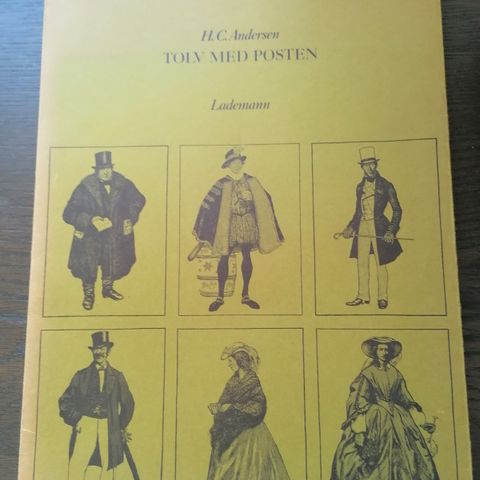 H.C. Andersen
TOLV MED POSTEN
Lademann